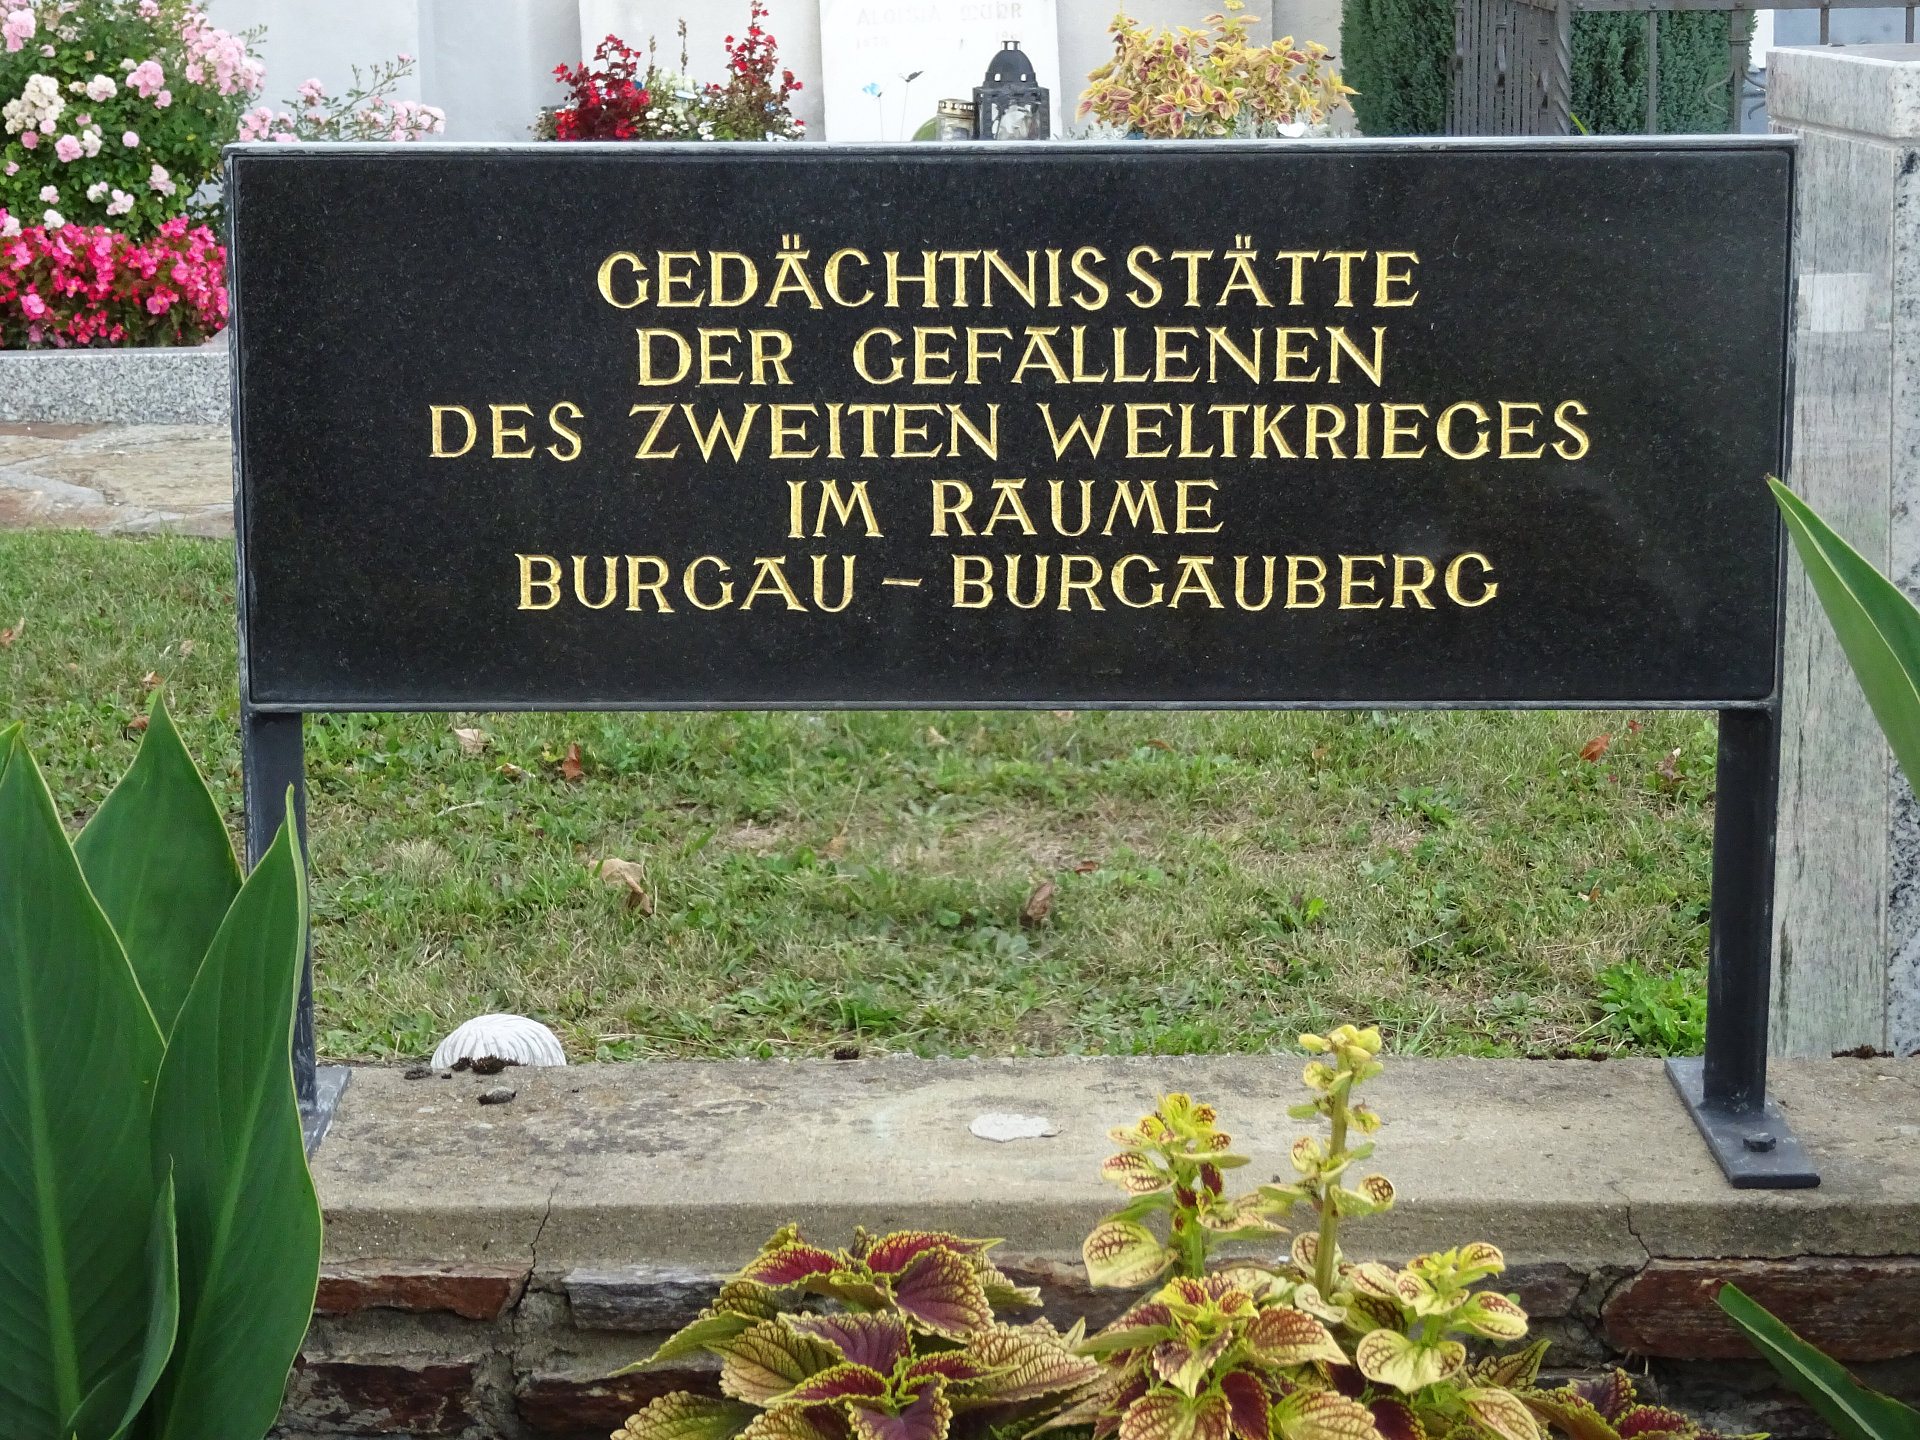 GEDÄCHTNISSTÄTTE
DER GEFALLENEN
DES ZWEITEN WELTKRIEGES
IM RAUME
BURGAU – BURGAUBERG